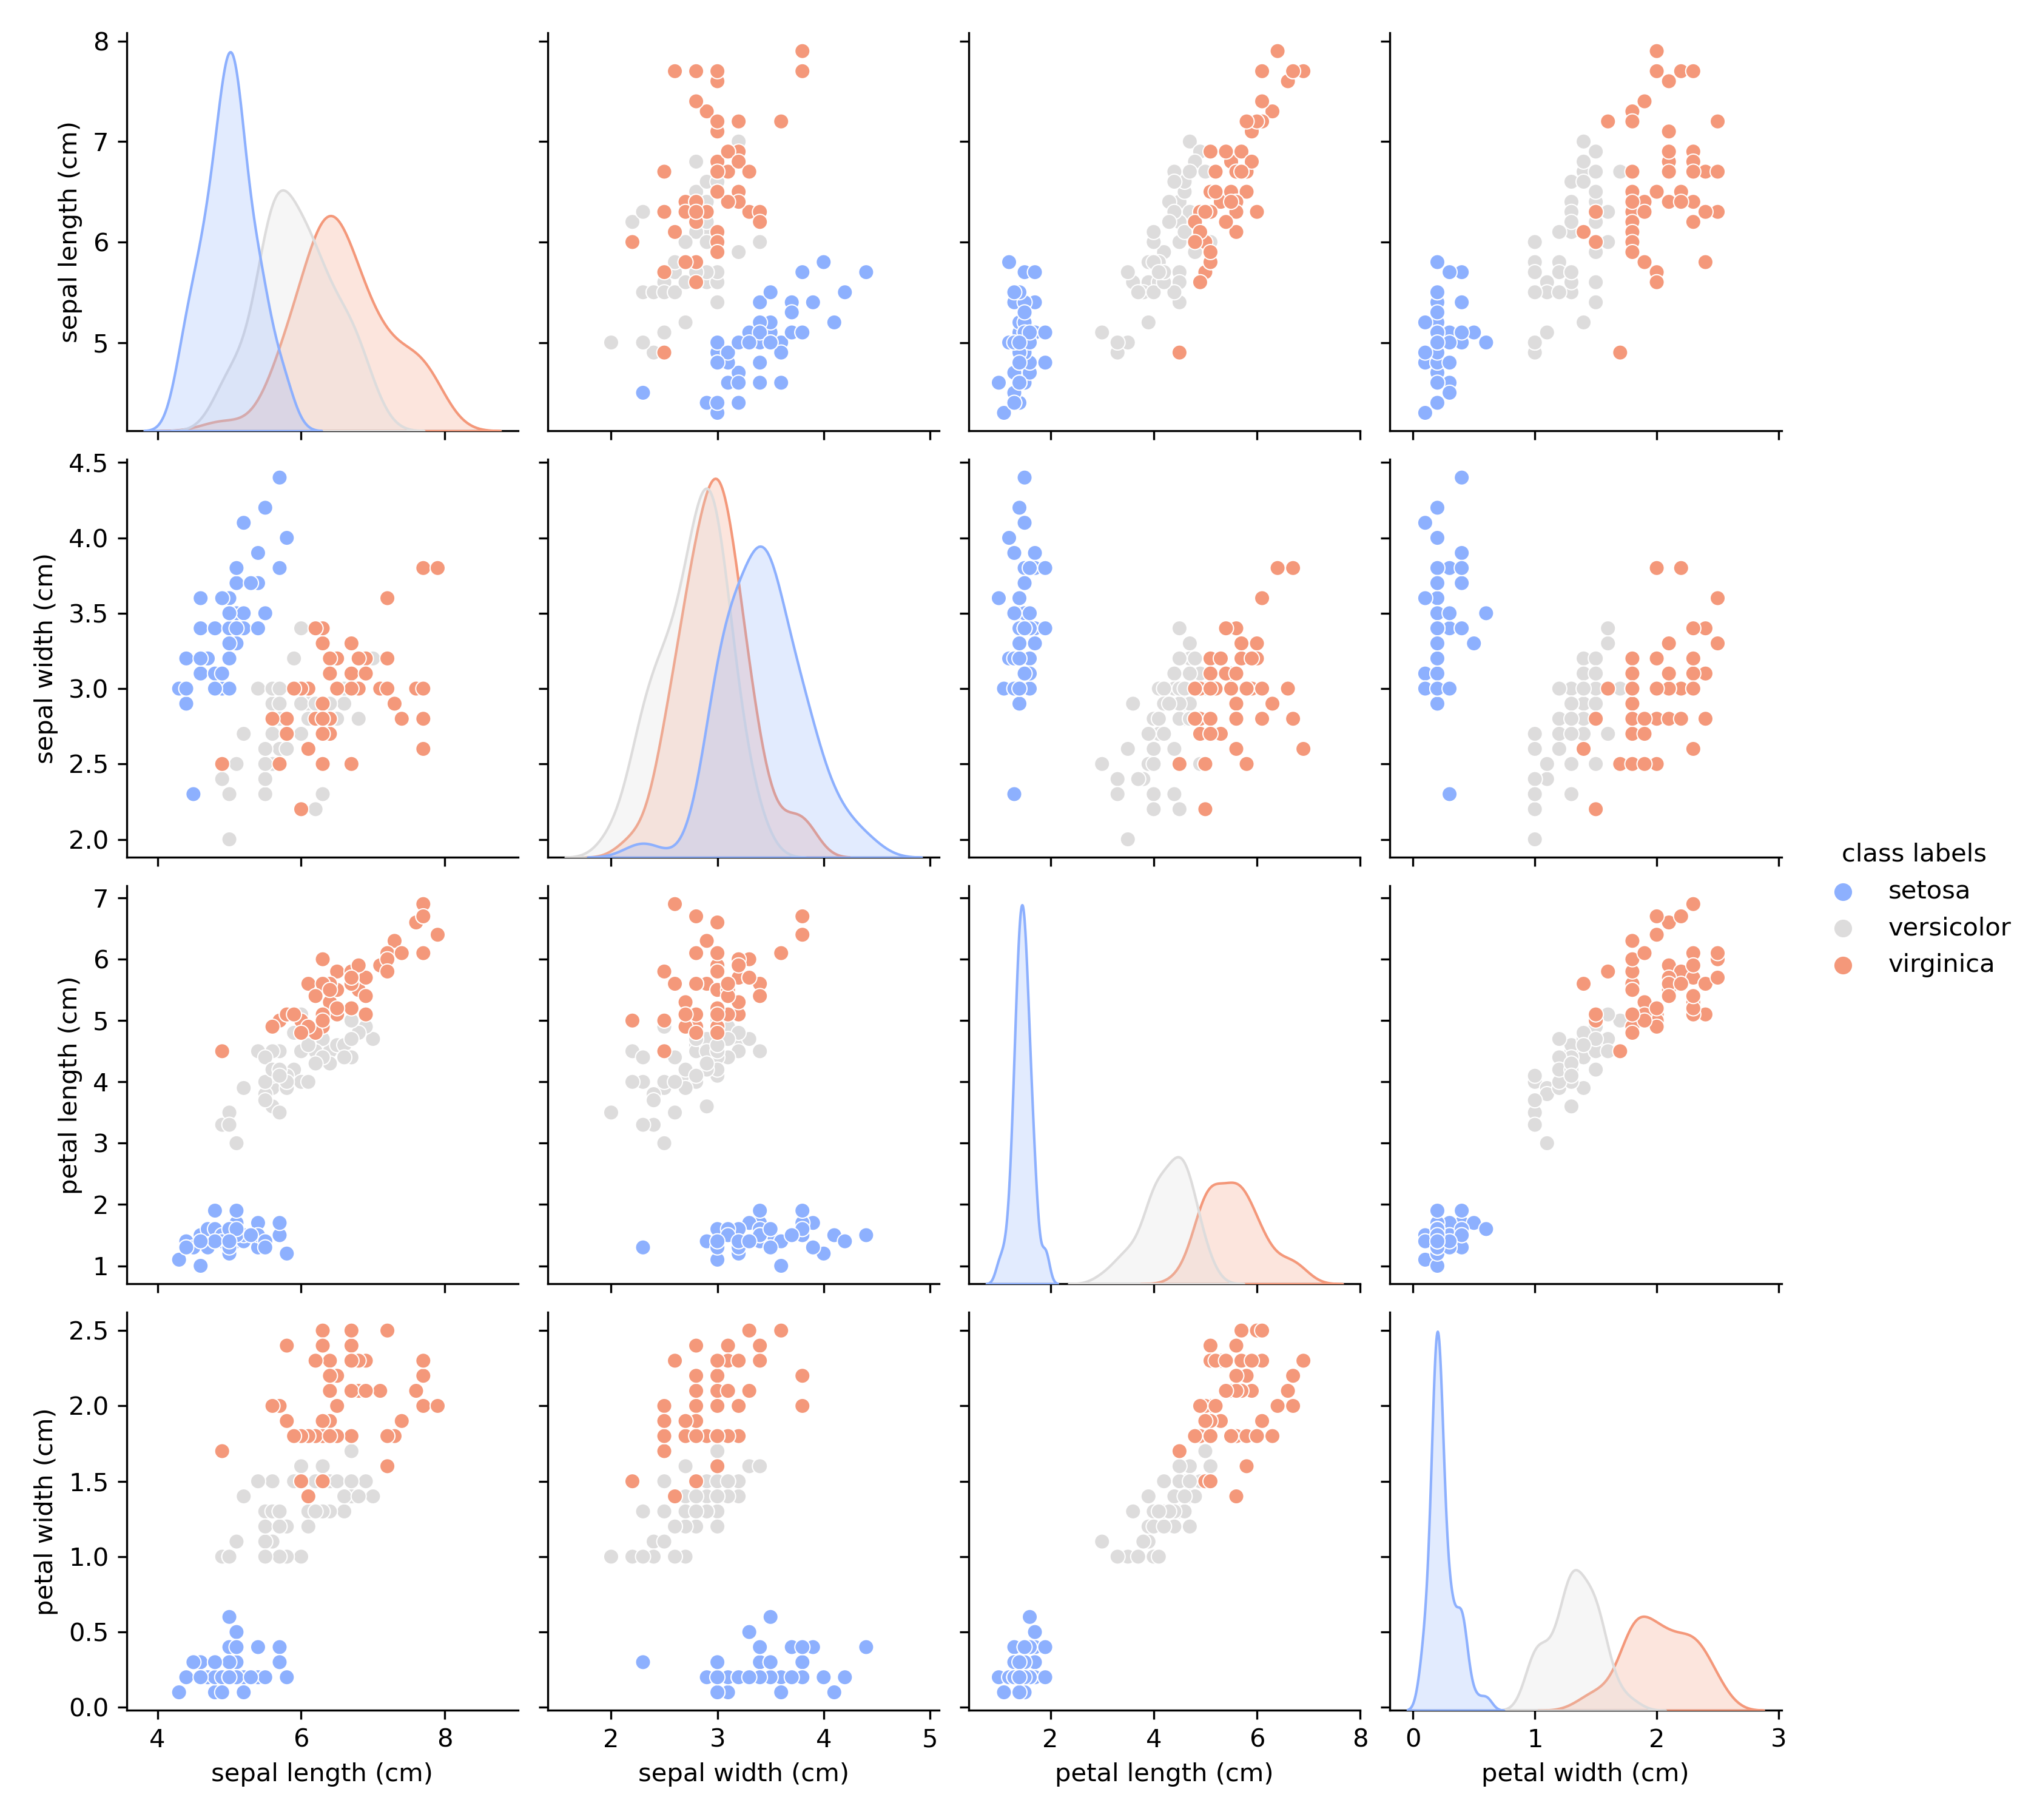 8
7
6
5
sepal length (cm)
4.5
4.0
3.5
3.0
2.5
2.0
sepal width (cm)
class labels
setosa
versicolor
virginica
7
6
5
4
3
2
1
petal length (cm)
2.5
2.0
1.5
1.0
0.5
0.0
petal width (cm)
4 6 8
2 3 4 5
2 4 6 8
0 1 2 3
sepal length (cm)
sepal width (cm)
petal length (cm)
petal width (cm)